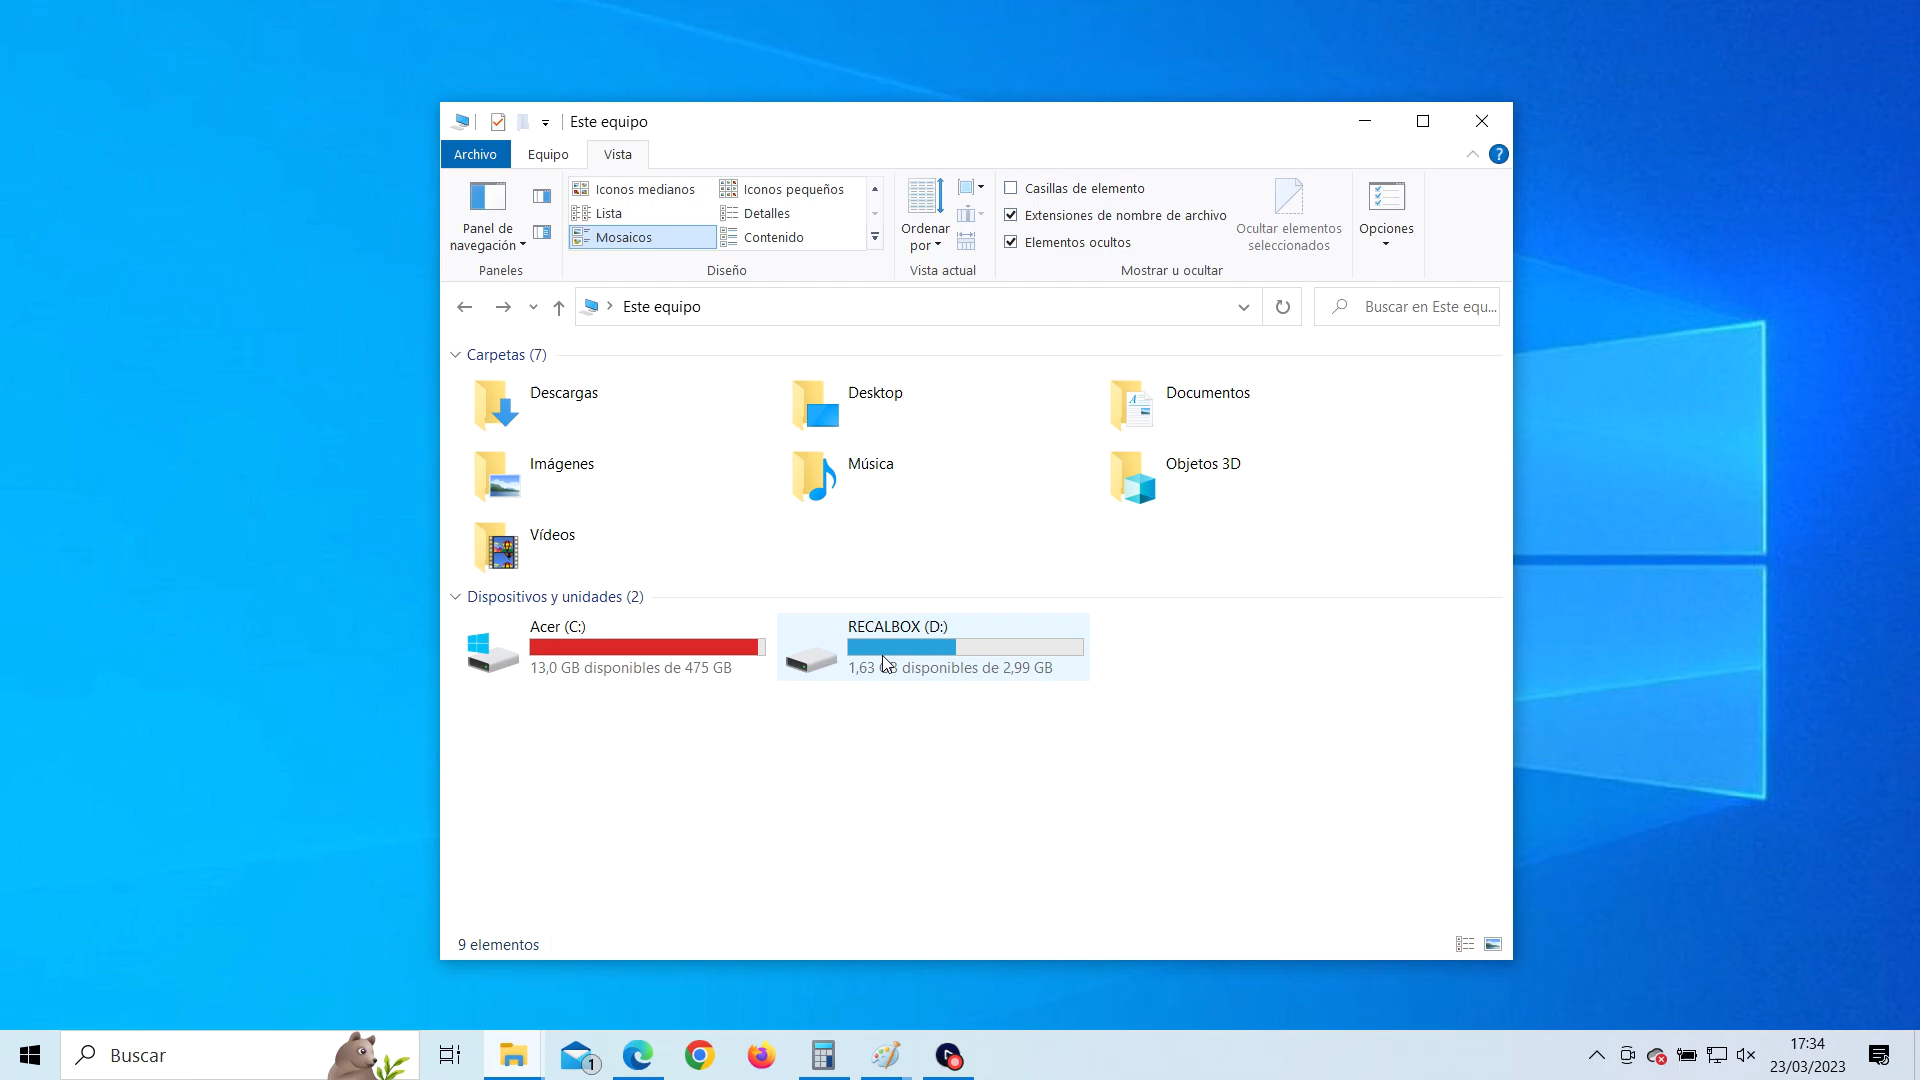 Este equipo
Archivo
Equipo
Vista
?
Panel de
navegación
Paneles
Iconos medianos
Iconos pequeños
Lista
Detalles
Mosaicos
Contenido
Diseño
Ordenar
por
Vista actual
Casillas de elemento
Extensiones de nombre de archivo
Elementos ocultos
Ocultar elementos
seleccionados
Mostrar u ocultar
Opciones
Este equipo
Buscar en Este equ...
Carpetas (7)
Descargas
Desktop
Documentos
Imágenes
Música
Objetos 3D
Vídeos
Dispositivos y unidades (2)
Acer (C:)
13,0 GB disponibles de 475 GB
RECALBOX (D:)
1,63 GB disponibles de 2,99 GB
9 elementos
Buscar
1
17:34
23/03/2023